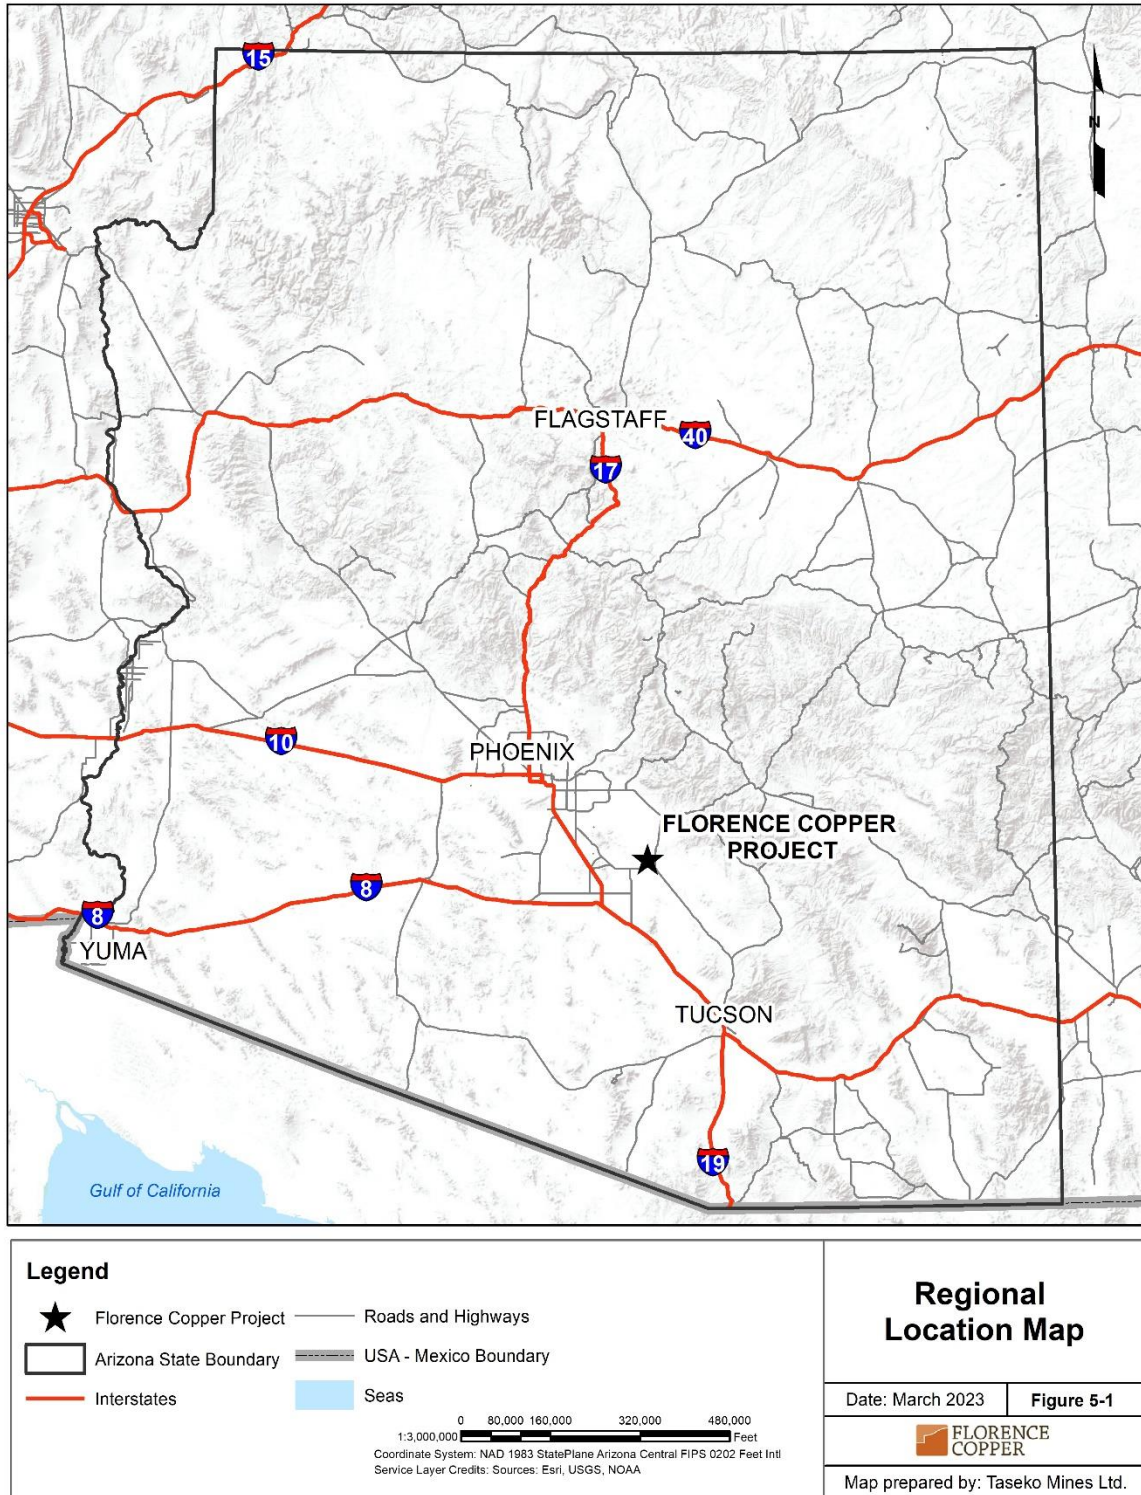 15
N
FLAGSTAFF
40
17
10
PHOENIX
FLORENCE COPPER
PROJECT
8
8
YUMA
TUCSON
19
Gulf of California
Legend
Florence Copper Project
Roads and Highways
Arizona State Boundary
USA - Mexico Boundary
Interstates
Seas
0 80,000 160,000 320,000 480,000
1:3,000,000 Feet
Coordinate System: NAD 1983 StatePlane Arizona Central FIPS 0202 Feet Intl
Service Layer Credits: Sources: Esri, USGS, NOAA
Regional
Location Map
Date: March 2023
Figure 5-1
FLORENCE
COPPER
Map prepared by: Taseko Mines Ltd.